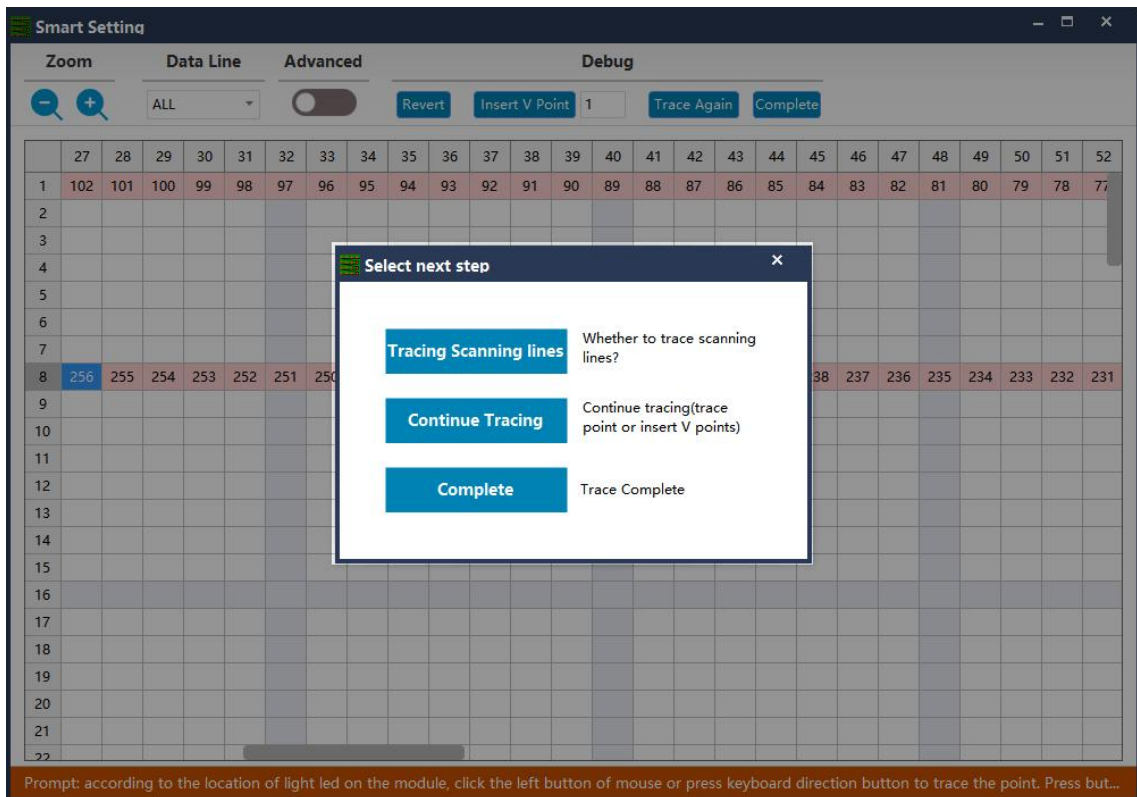 Smart Setting
Zoom Data Line Advanced Debug
ALL Revert Insert V Point 1 Trace Again Complete
27 28 29 30 31 32 33 34 35 36 37 38 39 40 41 42 43 44 45 46 47 48 49 50 51 52
1 102 101 100 99 98 97 96 95 94 93 92 91 90 89 88 87 86 85 84 83 82 81 80 79 78 77
2
3
4
Select next step
5
6
7
Tracing Scanning lines
Whether to trace scanning
lines?
8 256 255 254 253 252 251 250 238 237 236 235 234 233 232 231
9
10
Continue Tracing
Continue tracing(trace
point or insert V points)
11
12
Complete
Trace Complete
13
14
15
16
17
18
19
20
21
22
Prompt: according to the location of light led on the module, click the left button of mouse or press keyboard direction button to trace the point. Press but...